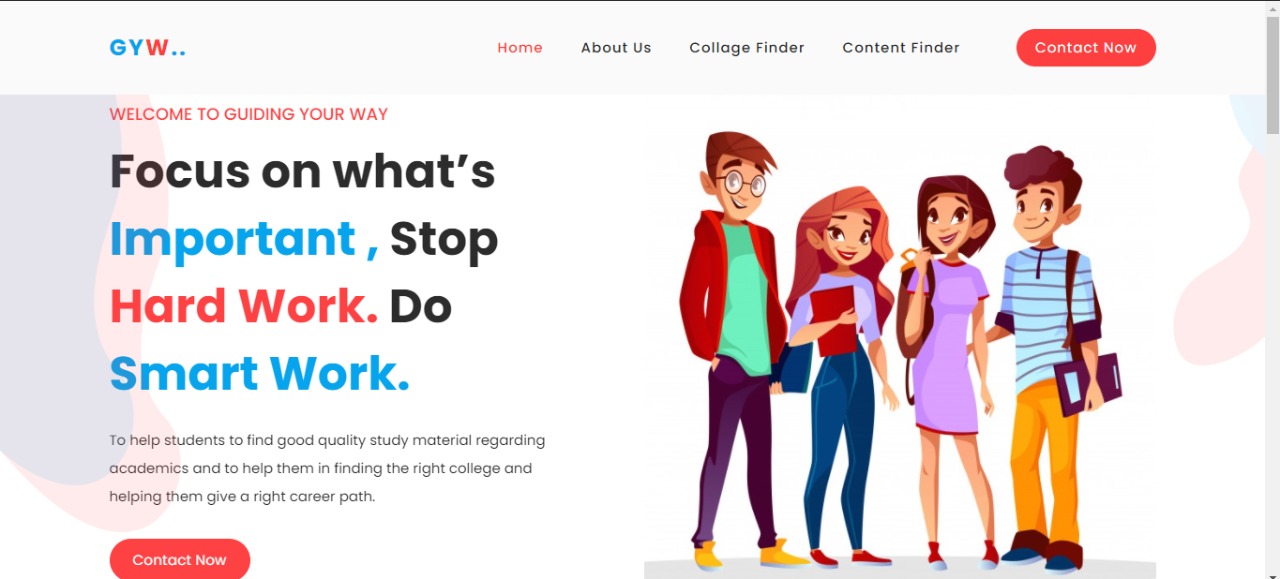 GYW..
Home
About Us
Collage Finder
Content Finder
Contact Now
WELCOME TO GUIDING YOUR WAY
Focus on what’s
Important , Stop
Hard Work. Do
Smart Work.
To help students to find good quality study material regarding
academics and to help them in finding the right college and
helping them give a right career path.
Contact Now